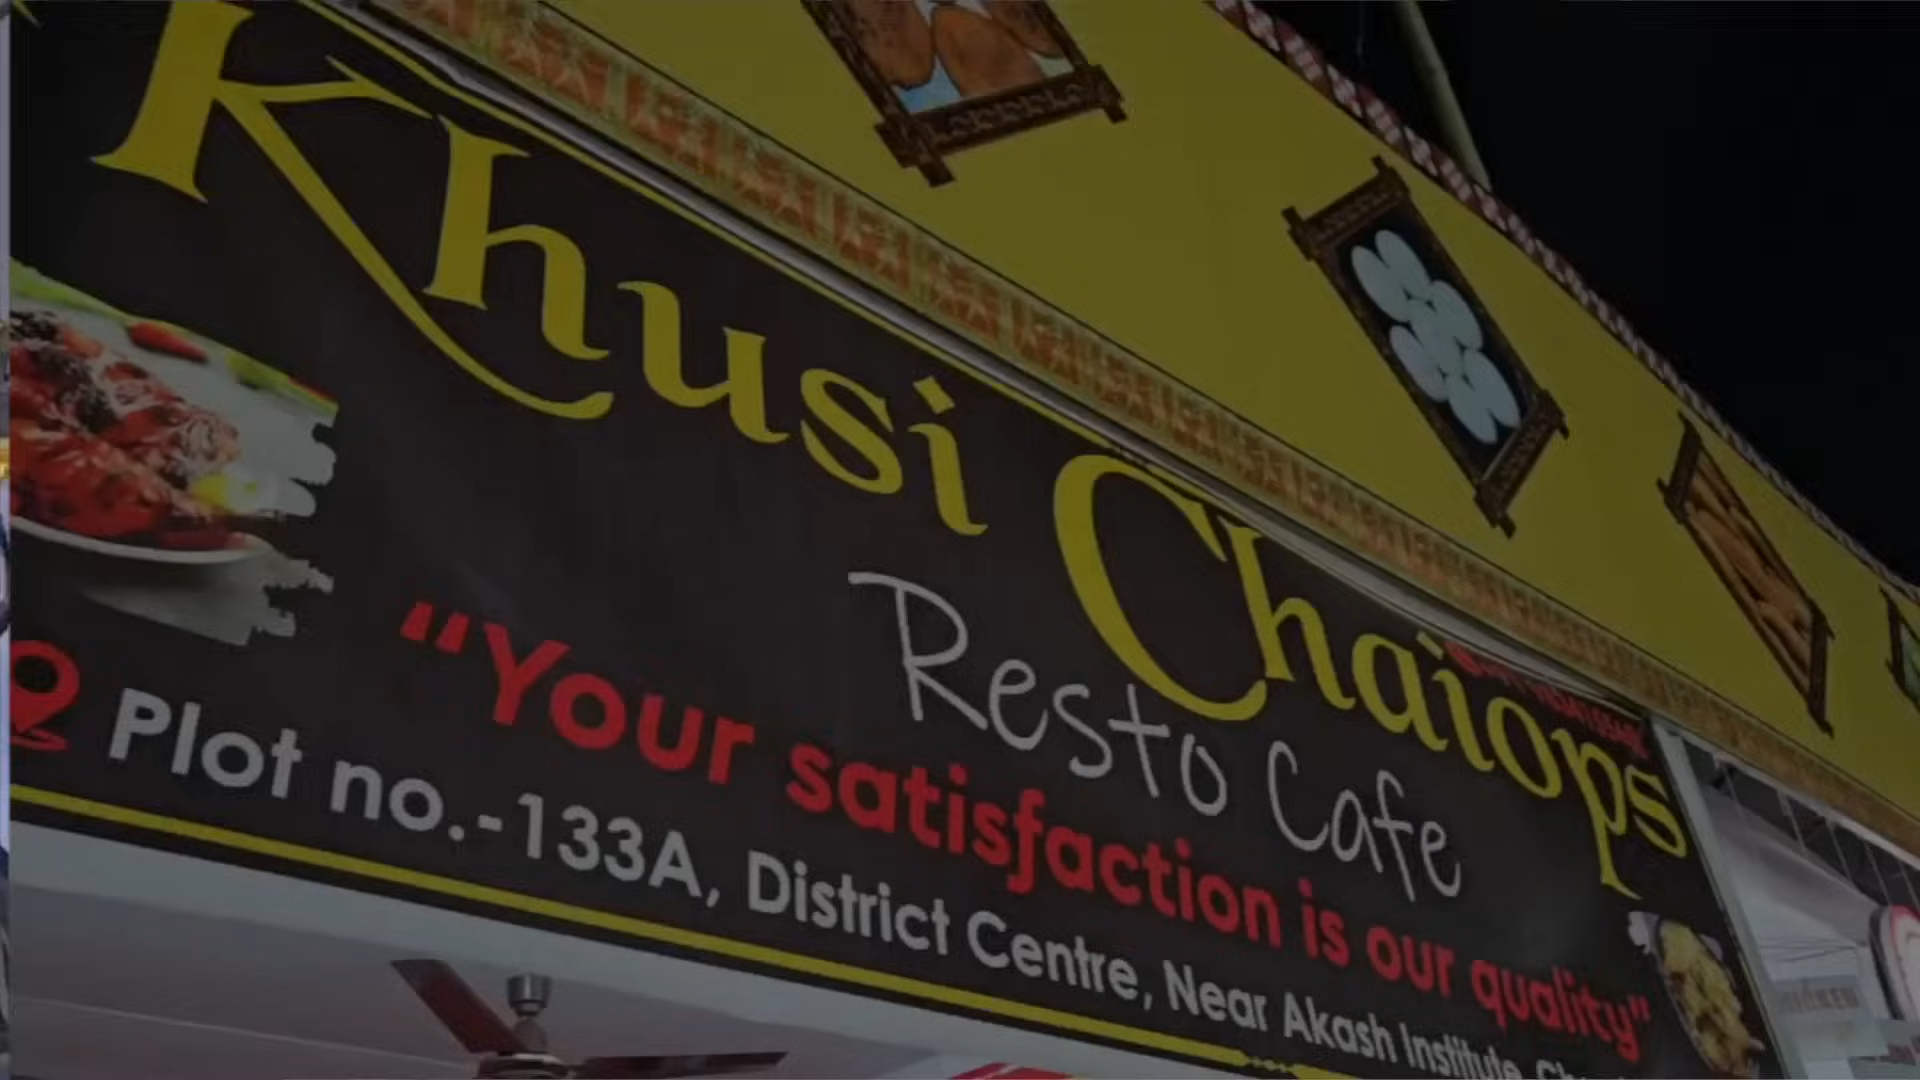 Khusi Chaiops
Resto Cafe
“Your satisfaction is our quality”
Plot no.-133A, District Centre, Near Akash Institute,